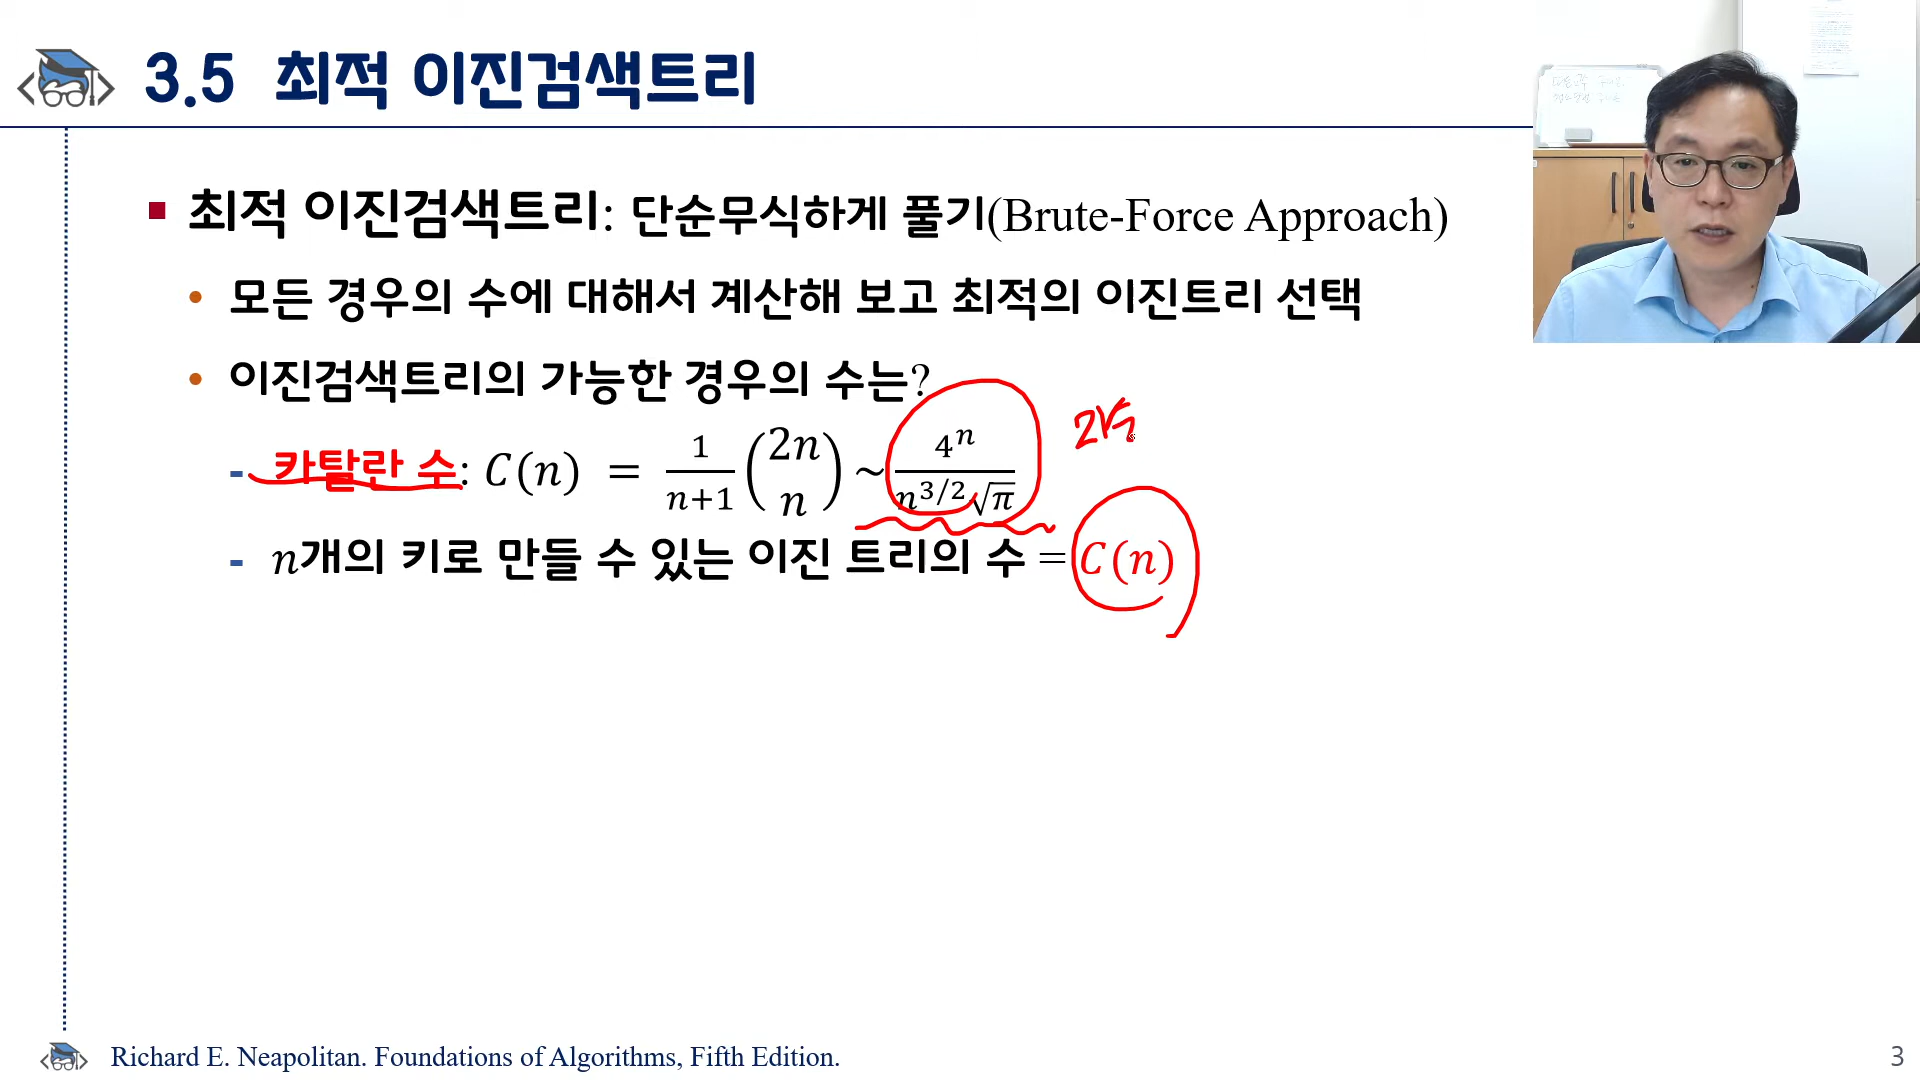 3.5 최적 이진검색트리
최적 이진검색트리: 단순무식하게 풀기(Brute-Force Approach)
모든 경우의 수에 대해서 계산해 보고 최적의 이진트리 선택
이진검색트리의 가능한 경우의 수는?
- 카탈란 수: C(n) = \frac{1}{n+1} \binom{2n}{n} ~ \frac{4^n}{n^{3/2}\sqrt{π}}
- n개의 키로 만들 수 있는 이진 트리의 수 = C(n)
Richard E. Neapolitan. Foundations of Algorithms, Fifth Edition.
3